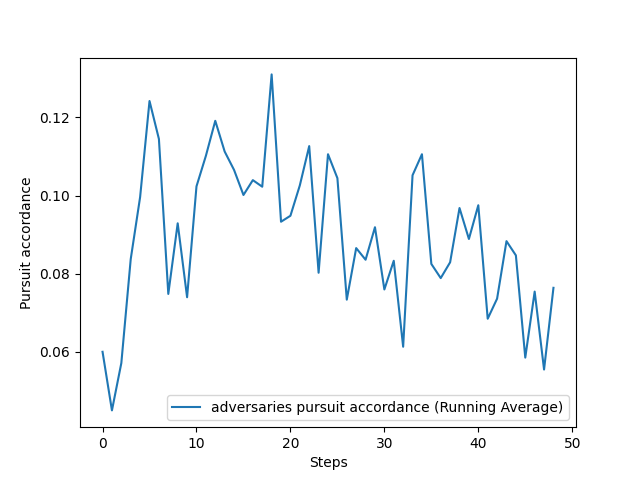 0.12
0.10
0.08
0.06
Pursuit accordance
adversaries pursuit accordance (Running Average)
0 10 20 30 40 50
Steps